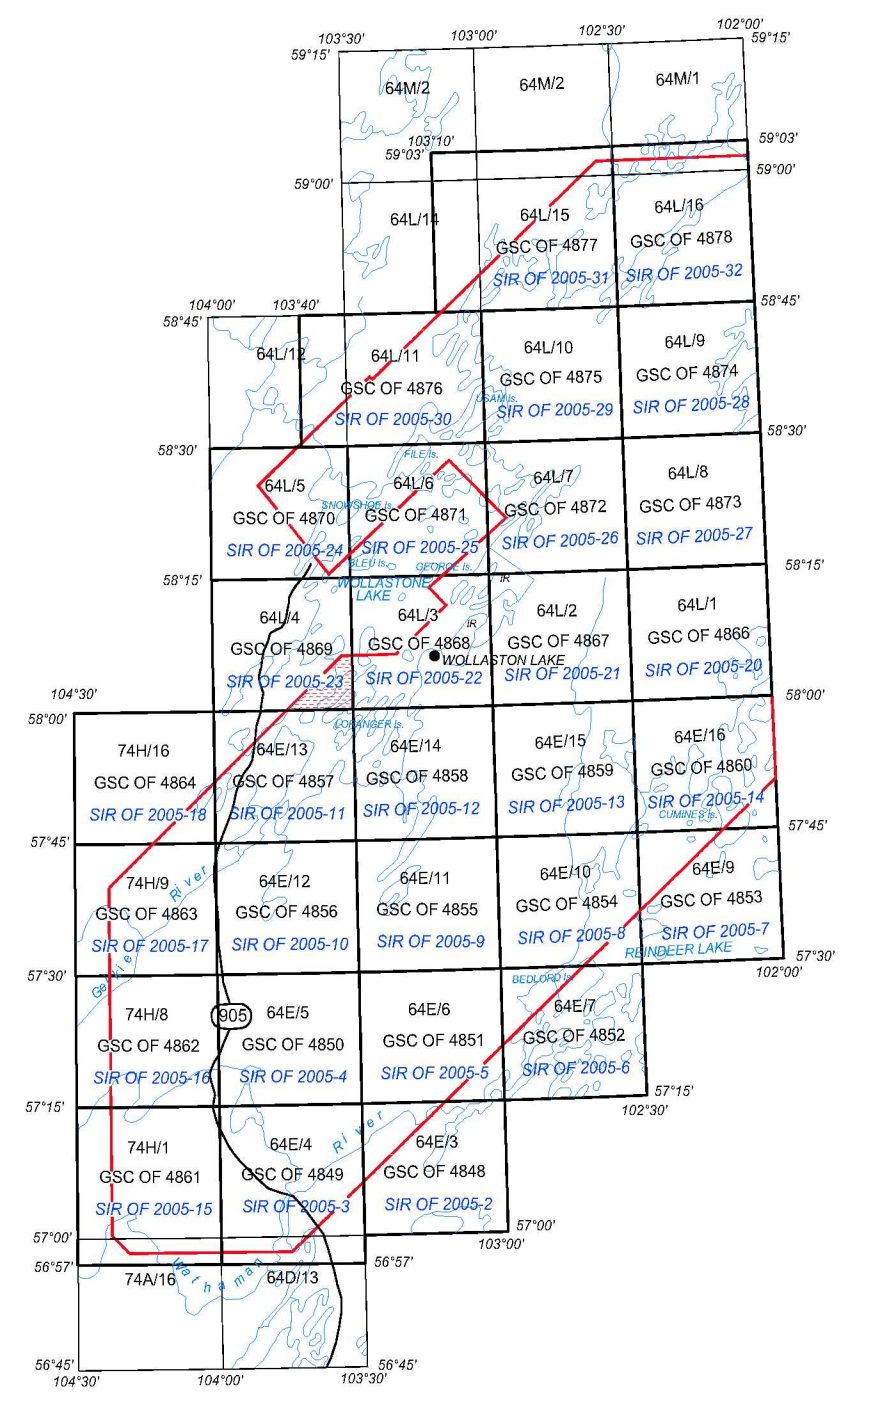 102°00'
102°30'
103°00'
103°30'
59°15'
59°15'
64M/2
64M/2
64M/1
103°10'
59°03'
59°03'
59°00'
59°00'
64L/14
64L/15
GSC OF 4877
SIR OF 2005-31
64L/16
GSC OF 4878
SIR OF 2005-32
104°00'
103°40'
58°45'
58°45'
64L/12
64L/11
GSC OF 4876
SIR OF 2005-30
64L/10
GSC OF 4875
USAM Is.
SIR OF 2005-29
64L/9
GSC OF 4874
SIR OF 2005-28
58°30'
58°30'
FILE Is.
64L/5
GSC OF 4870
SIR OF 2005-24
64L/6
SNOWSHOE Is.
GSC OF 4871
SIR OF 2005-25
64L/7
GSC OF 4872
SIR OF 2005-26
64L/8
GSC OF 4873
SIR OF 2005-27
BLEU Is.
GEORGE Is.
58°15'
58°15'
WOLLASTONE
LAKE
IR
IR
64L/4
GSC OF 4869
SIR OF 2005-23
64L/3
GSC OF 4868
WOLLASTON LAKE
SIR OF 2005-22
64L/2
GSC OF 4867
SIR OF 2005-21
64L/1
GSC OF 4866
SIR OF 2005-20
104°30'
58°00'
58°00'
LORANGER Is.
74H/16
GSC OF 4864
SIR OF 2005-18
64E/13
GSC OF 4857
SIR OF 2005-11
64E/14
GSC OF 4858
SIR OF 2005-12
64E/15
GSC OF 4859
SIR OF 2005-13
64E/16
GSC OF 4860
SIR OF 2005-14
CUMINES Is.
57°45'
57°45'
River
74H/9
GSC OF 4863
SIR OF 2005-17
64E/12
GSC OF 4856
SIR OF 2005-10
64E/11
GSC OF 4855
SIR OF 2005-9
64E/10
GSC OF 4854
SIR OF 2005-8
64E/9
GSC OF 4853
SIR OF 2005-7
REINDEER LAKE
57°30'
57°30'
102°00'
BEDLORD Is.
74H/8
GSC OF 4862
SIR OF 2005-16
905
64E/5
GSC OF 4850
SIR OF 2005-4
64E/6
GSC OF 4851
SIR OF 2005-5
64E/7
GSC OF 4852
SIR OF 2005-6
57°15'
57°15'
102°30'
River
74H/1
GSC OF 4861
SIR OF 2005-15
64E/4
GSC OF 4849
SIR OF 2005-3
64E/3
GSC OF 4848
SIR OF 2005-2
57°00'
57°00'
103°00'
56°57'
56°57'
Wathaman
74A/16
64D/13
56°45'
56°45'
104°30'
104°00'
103°30'